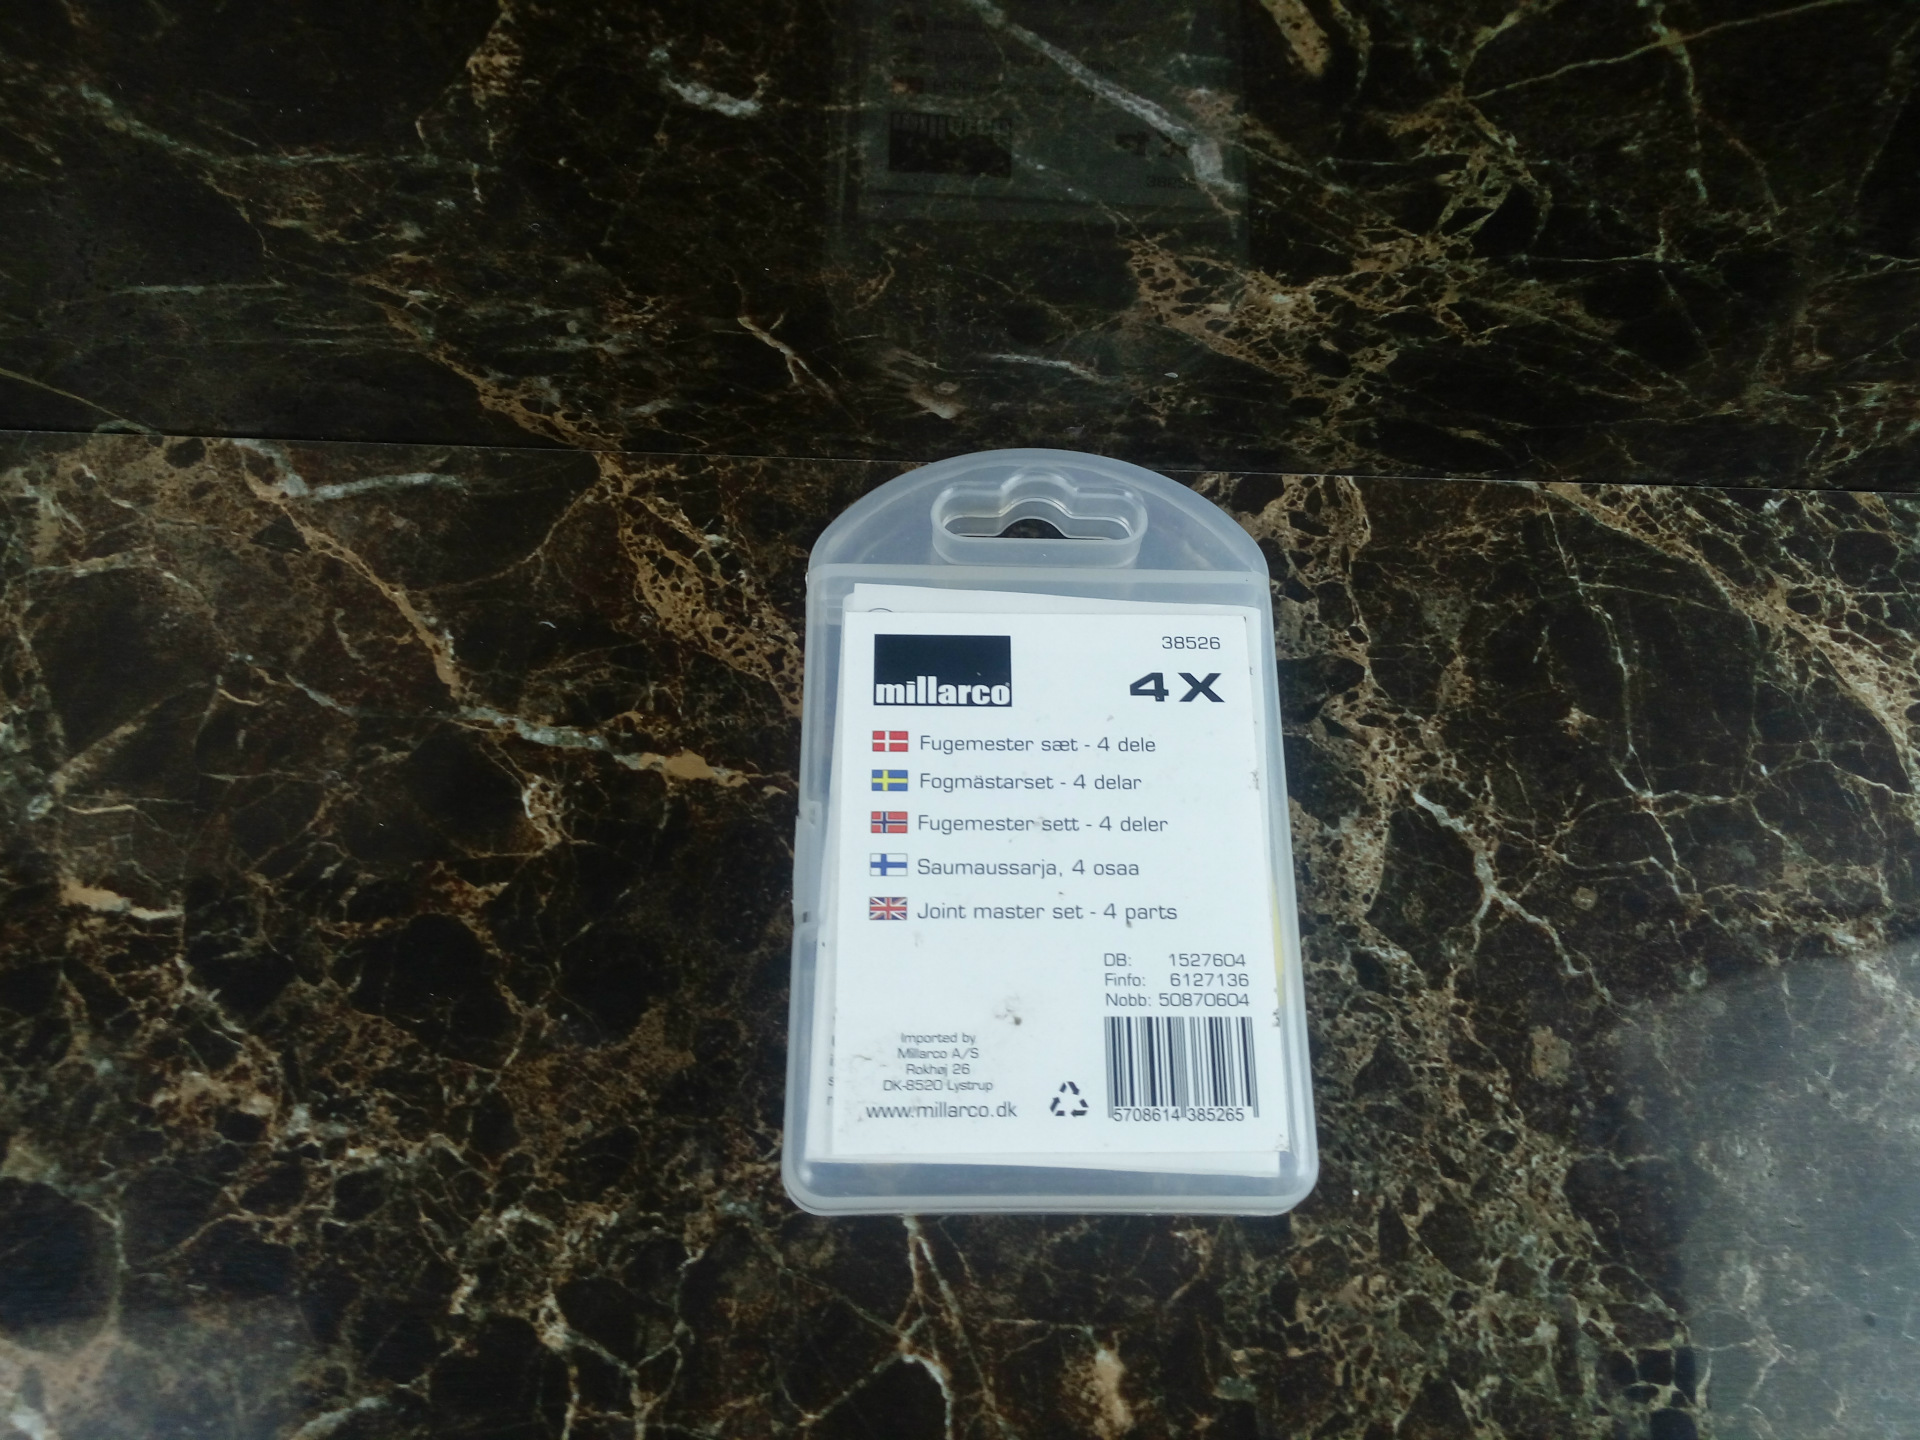 38526
millarco
4X
Fugemester sæt - 4 dele
Fogmästarset - 4 delar
Fugemester sett - 4 deler
Saumaussarja, 4 osaa
Joint master set - 4 parts
DB: 1527604
Finfo: 6127136
Nobb: 50870604
Imported by
Millarco A/S
Rokhøj 26
DK-8520 Lystrup
www.millarco.dk
5708614 385265